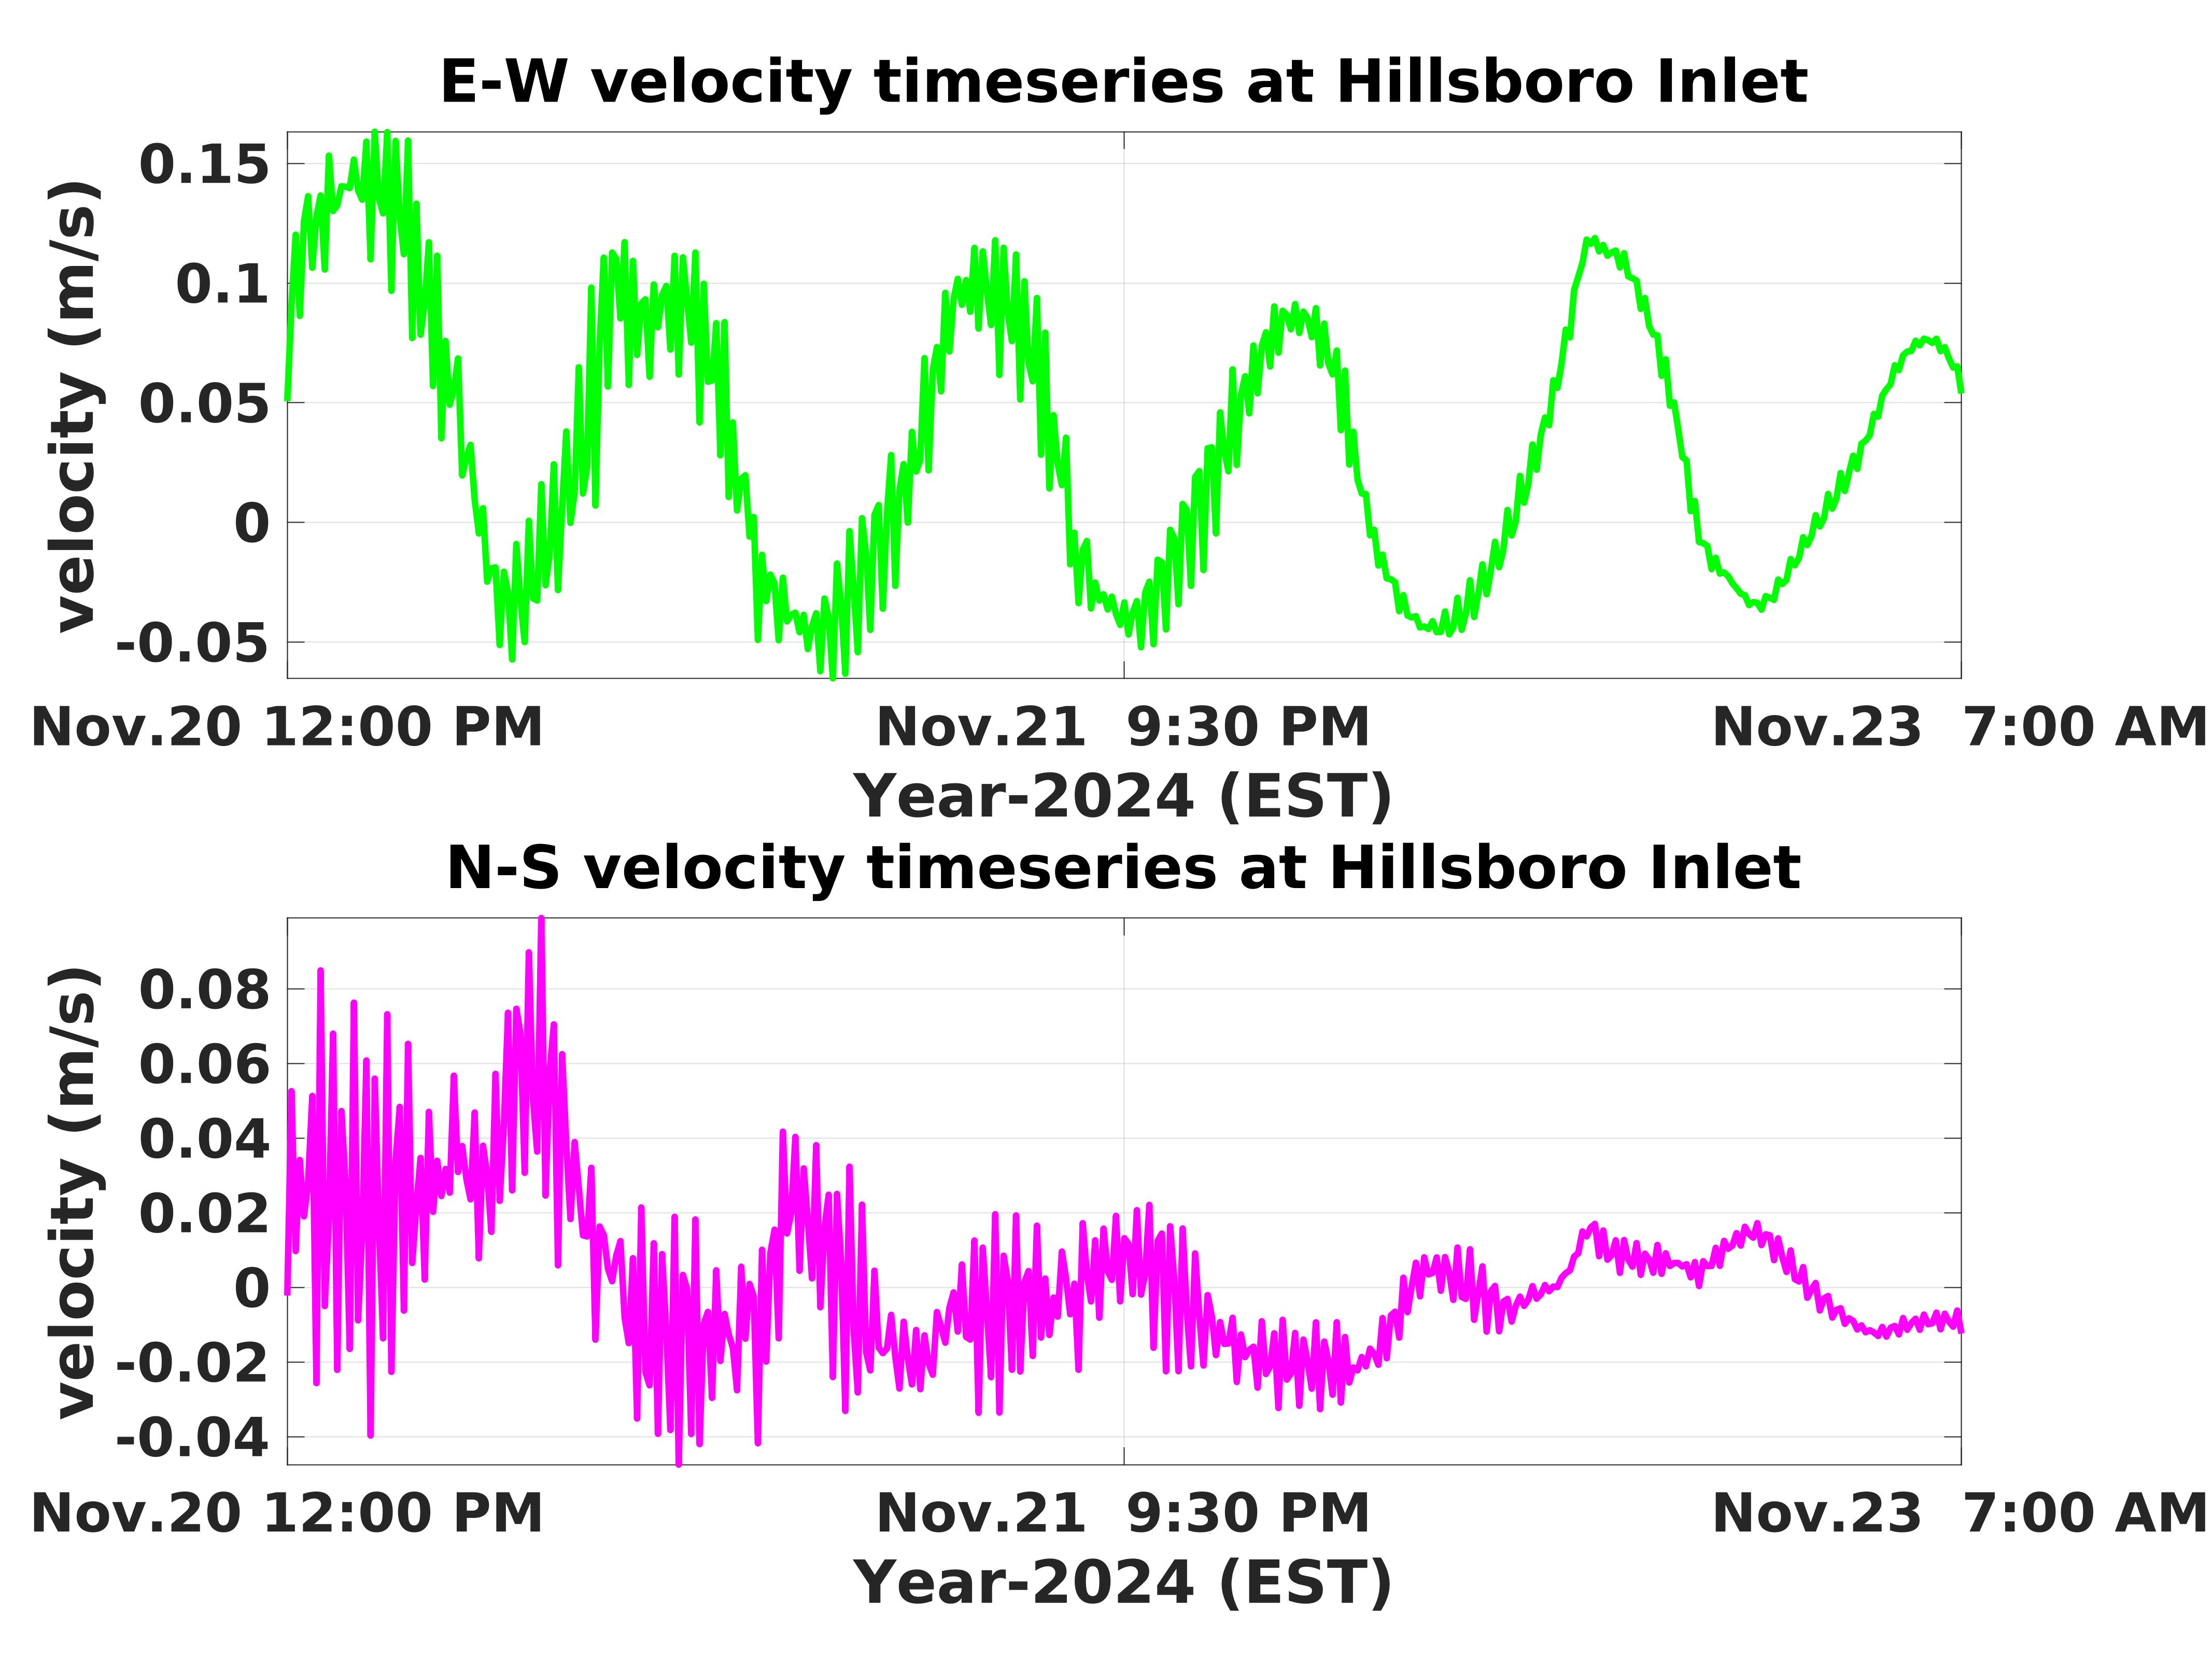 E-W velocity timeseries at Hillsboro Inlet
velocity (m/s)
0.15
0.1
0.05
0
-0.05
Nov.20 12:00 PM Nov.21  9:30 PM Nov.23  7:00 AM
Year-2024 (EST)
N-S velocity timeseries at Hillsboro Inlet
velocity (m/s)
0.08
0.06
0.04
0.02
0
-0.02
-0.04
Nov.20 12:00 PM Nov.21  9:30 PM Nov.23  7:00 AM
Year-2024 (EST)